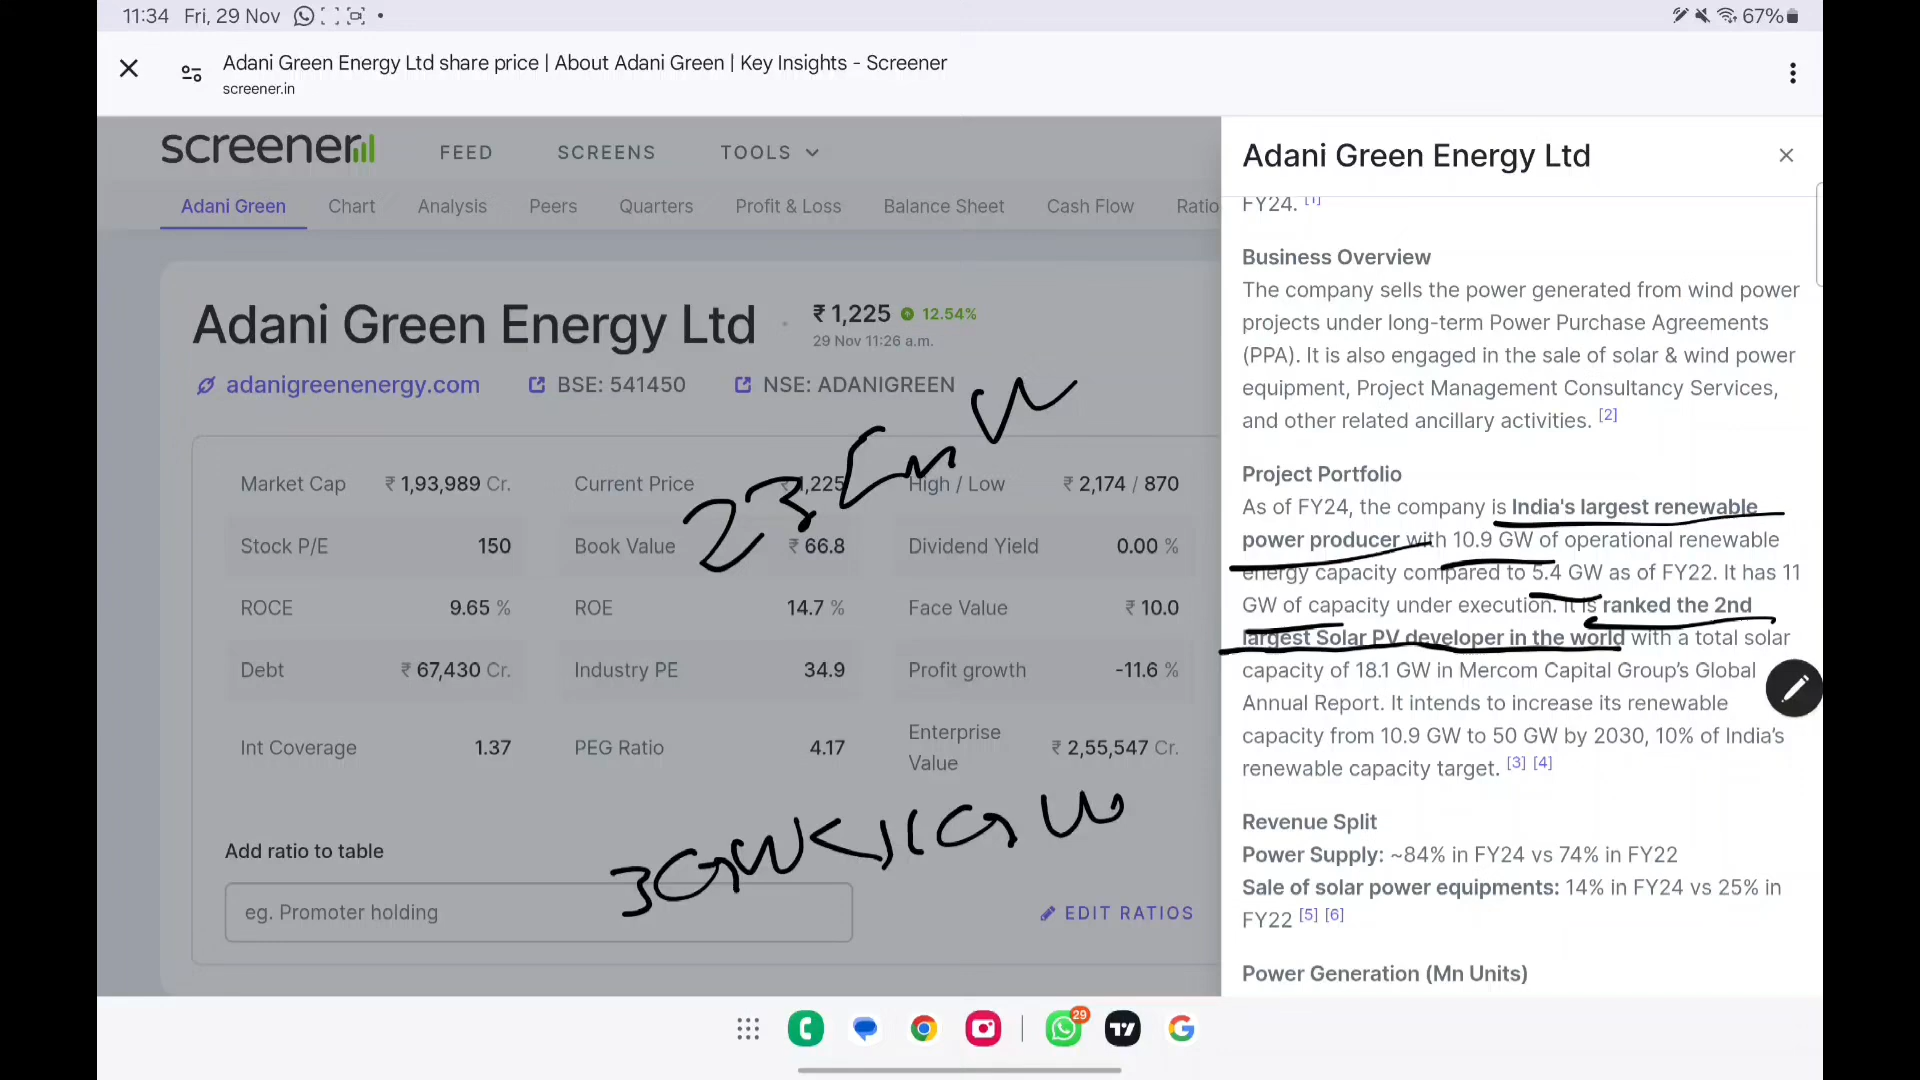 11:34 Fri, 29 Nov 67%
Adani Green Energy Ltd share price | About Adani Green | Key Insights - Screener
screener.in
screener FEED SCREENS TOOLS
Adani Green Chart Analysis Peers Quarters Profit & Loss Balance Sheet Cash Flow Ratio
Adani Green Energy Ltd ₹ 1,225 12.54%
29 Nov 11:26 a.m.
adanigreenenergy.com BSE: 541450 NSE: ADANIGREEN
Market Cap ₹ 1,93,989 Cr. Current Price ₹ 1,225 High / Low ₹ 2,174 / 870
Stock P/E 150 Book Value ₹ 66.8 Dividend Yield 0.00 %
ROCE 9.65 % ROE 14.7 % Face Value ₹ 10.0
Debt ₹ 67,430 Cr. Industry PE 34.9 Profit growth -11.6 %
Int Coverage 1.37 PEG Ratio 4.17 Enterprise Value ₹ 2,55,547 Cr.
Add ratio to table
eg. Promoter holding EDIT RATIOS
Adani Green Energy Ltd
FY24. [1]
Business Overview
The company sells the power generated from wind power
projects under long-term Power Purchase Agreements
(PPA). It is also engaged in the sale of solar & wind power
equipment, Project Management Consultancy Services,
and other related ancillary activities. [2]
Project Portfolio
As of FY24, the company is India's largest renewable
power producer with 10.9 GW of operational renewable
energy capacity compared to 5.4 GW as of FY22. It has 11
GW of capacity under execution. It is ranked the 2nd
largest Solar PV developer in the world with a total solar
capacity of 18.1 GW in Mercom Capital Group's Global
Annual Report. It intends to increase its renewable
capacity from 10.9 GW to 50 GW by 2030, 10% of India's
renewable capacity target. [3] [4]
Revenue Split
Power Supply: ~84% in FY24 vs 74% in FY22
Sale of solar power equipments: 14% in FY24 vs 25% in
FY22 [5] [6]
Power Generation (Mn Units)
29